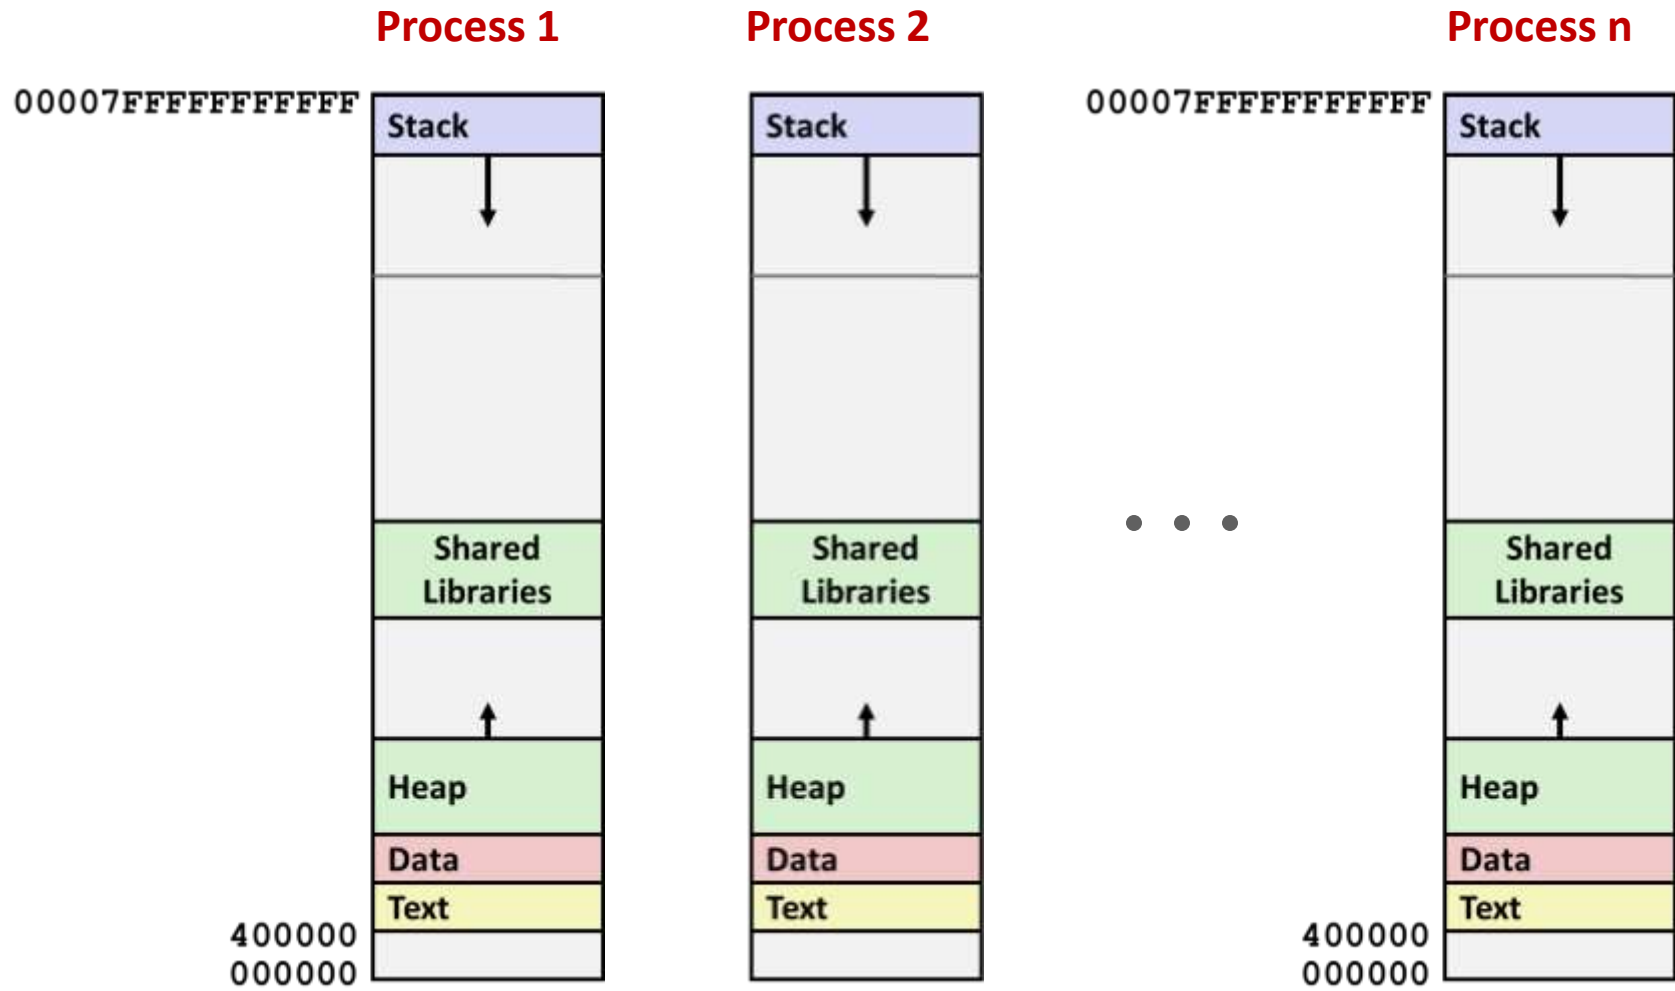 Process 1
Process 2
Process n
00007FFFFFFFFFFF
Stack
Stack
00007FFFFFFFFFFF
Stack
Shared
Libraries
Shared
Libraries
Shared
Libraries
Heap
Heap
Heap
Data
Data
Data
Text
Text
Text
400000
400000
000000
000000